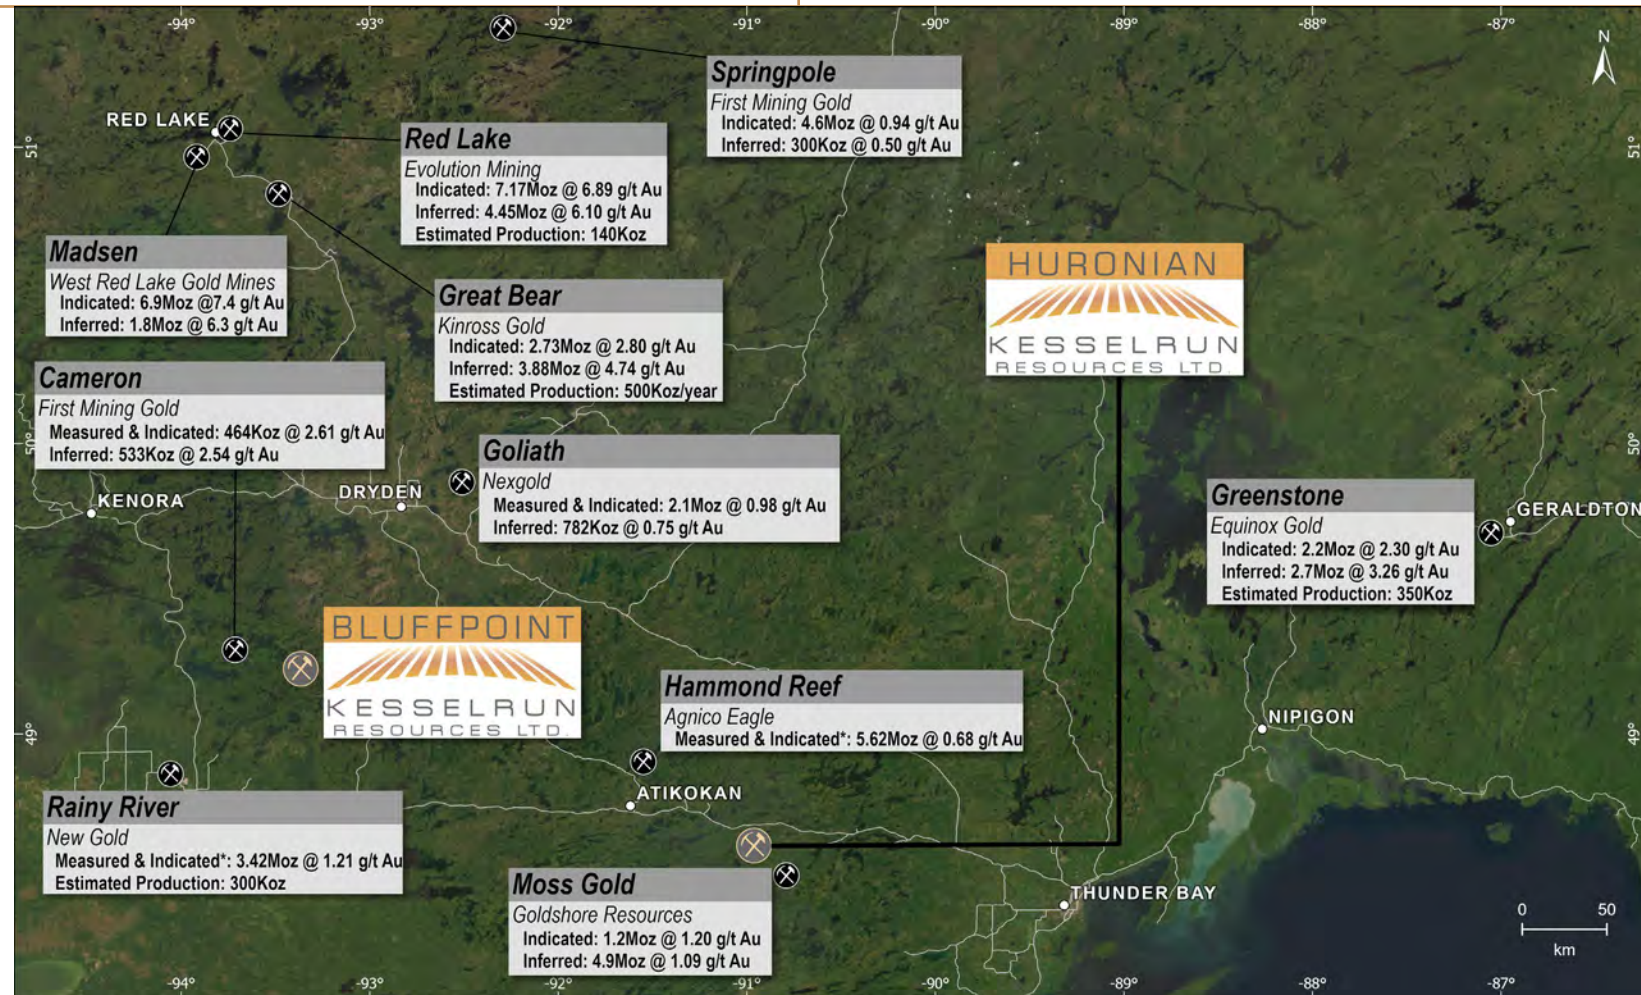 -94°
-93°
-92°
-91°
-90°
-89°
-88°
-87°
N
51°
51°
50°
50°
49°
49°
Springpole
First Mining Gold
Indicated: 4.6Moz @ 0.94 g/t Au
Inferred: 300Koz @ 0.50 g/t Au
RED LAKE
Red Lake
Evolution Mining
Indicated: 7.17Moz @ 6.89 g/t Au
Inferred: 4.45Moz @ 6.10 g/t Au
Estimated Production: 140Koz
Madsen
West Red Lake Gold Mines
Indicated: 6.9Moz @7.4 g/t Au
Inferred: 1.8Moz @ 6.3 g/t Au
Great Bear
Kinross Gold
Indicated: 2.73Moz @ 2.80 g/t Au
Inferred: 3.88Moz @ 4.74 g/t Au
Estimated Production: 500Koz/year
HURONIAN
KESSELRUN
RESOURCES LTD.
Cameron
First Mining Gold
Measured & Indicated: 464Koz @ 2.61 g/t Au
Inferred: 533Koz @ 2.54 g/t Au
KENORA
DRYDEN
Goliath
Nexgold
Measured & Indicated: 2.1Moz @ 0.98 g/t Au
Inferred: 782Koz @ 0.75 g/t Au
Greenstone
Equinox Gold
Indicated: 2.2Moz @ 2.30 g/t Au
Inferred: 2.7Moz @ 3.26 g/t Au
Estimated Production: 350Koz
GERALDTON
BLUFFPOINT
KESSELRUN
RESOURCES LTD.
Hammond Reef
Agnico Eagle
Measured & Indicated*: 5.62Moz @ 0.68 g/t Au
NIPIGON
ATIKOKAN
Rainy River
New Gold
Measured & Indicated*: 3.42Moz @ 1.21 g/t Au
Estimated Production: 300Koz
Moss Gold
Goldshore Resources
Indicated: 1.2Moz @ 1.20 g/t Au
Inferred: 4.9Moz @ 1.09 g/t Au
THUNDER BAY
0 50
km
-94°
-93°
-92°
-91°
-90°
-89°
-88°
-87°